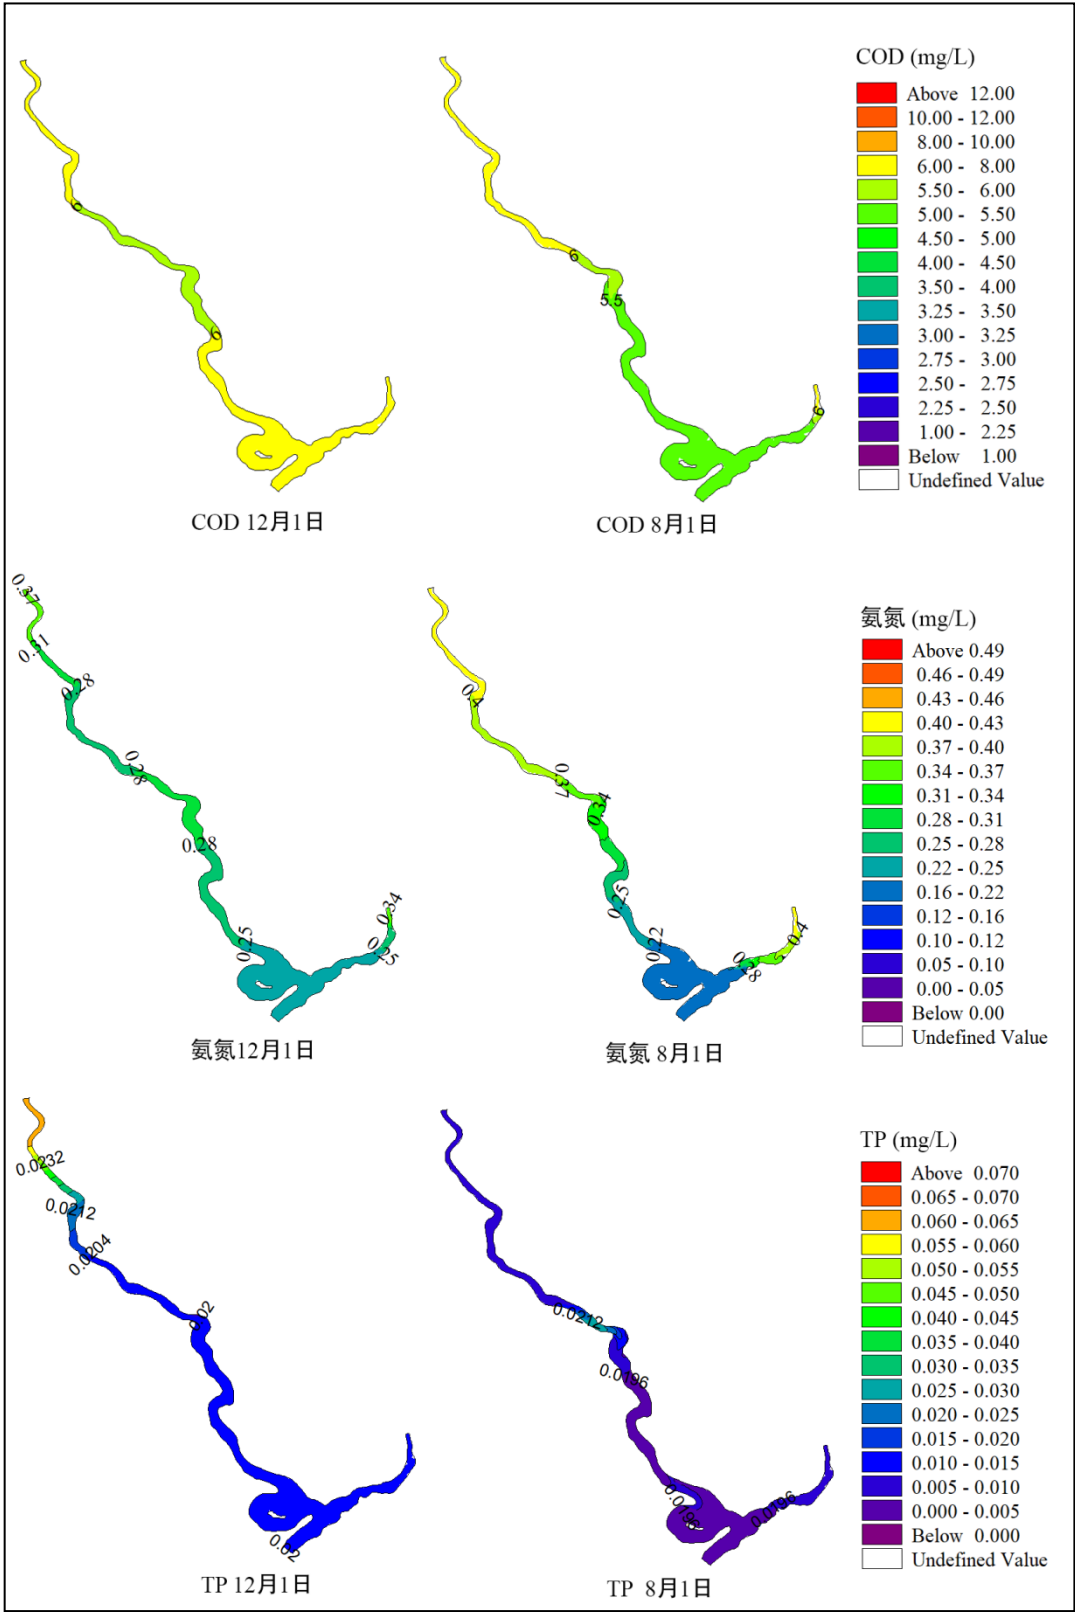 COD (mg/L)
Above 12.00
10.00 - 12.00
8.00 - 10.00
6.00 - 8.00
5.50 - 6.00
5.00 - 5.50
4.50 - 5.00
4.00 - 4.50
3.50 - 4.00
3.25 - 3.50
3.00 - 3.25
2.75 - 3.00
2.50 - 2.75
2.25 - 2.50
1.00 - 2.25
Below 1.00
Undefined Value
6
6
6
5.5
6
COD 12月1日
COD 8月1日
氨氮 (mg/L)
Above 0.49
0.46 - 0.49
0.43 - 0.46
0.40 - 0.43
0.37 - 0.40
0.34 - 0.37
0.31 - 0.34
0.28 - 0.31
0.25 - 0.28
0.22 - 0.25
0.16 - 0.22
0.12 - 0.16
0.10 - 0.12
0.05 - 0.10
0.00 - 0.05
Below 0.00
Undefined Value
0.37
0.31
0.28
0.28
0.28
0.25
0.34
0.25
0.4
0.37
0.34
0.25
0.22
0.28
0.4
氨氮12月1日
氨氮 8月1日
TP (mg/L)
Above 0.070
0.065 - 0.070
0.060 - 0.065
0.055 - 0.060
0.050 - 0.055
0.045 - 0.050
0.040 - 0.045
0.035 - 0.040
0.030 - 0.035
0.025 - 0.030
0.020 - 0.025
0.015 - 0.020
0.010 - 0.015
0.005 - 0.010
0.000 - 0.005
Below 0.000
Undefined Value
0.0232
0.0212
0.0204
0.02
0.02
0.0212
0.0196
0.0196
0.0196
TP 12月1日
TP 8月1日